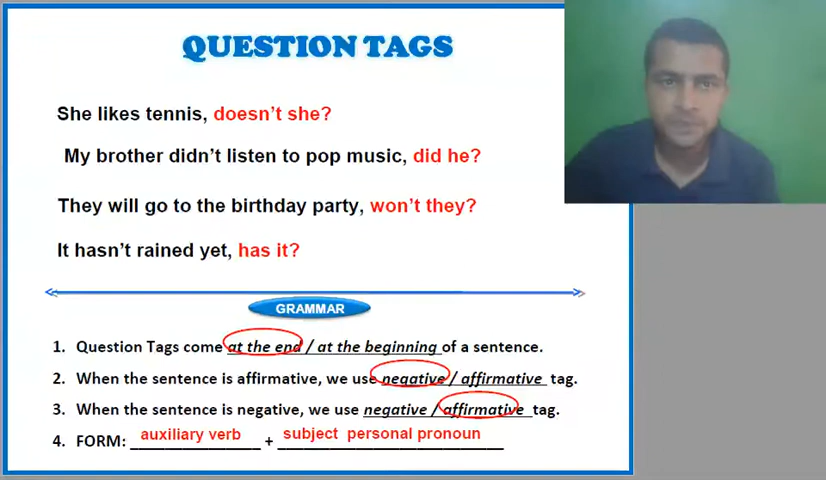 QUESTION TAGS
She likes tennis, doesn't she?
My brother didn't listen to pop music, did he?
They will go to the birthday party, won't they?
It hasn't rained yet, has it?
GRAMMAR
1. Question Tags come at the end / at the beginning of a sentence.
2. When the sentence is affirmative, we use negative / affirmative tag.
3. When the sentence is negative, we use negative / affirmative tag.
4. FORM: auxiliary verb + subject personal pronoun